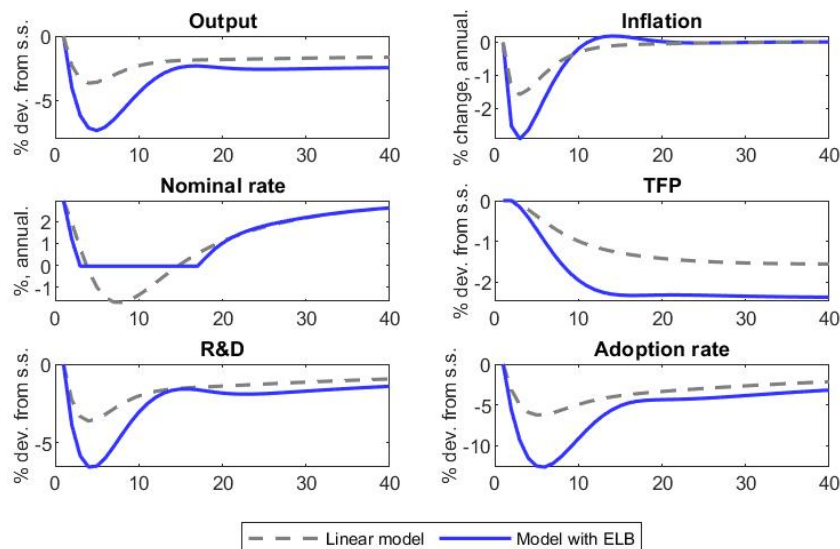 Output
% dev. from s.s.
0
-5
0 10 20 30 40
Inflation
% change, annual.
0
-1
-2
0 10 20 30 40
Nominal rate
%, annual.
2
1
0
-1
0 10 20 30 40
TFP
% dev. from s.s.
0
-1
-2
0 10 20 30 40
R&D
% dev. from s.s.
0
-5
0 10 20 30 40
Adoption rate
% dev. from s.s.
0
-5
-10
0 10 20 30 40
Linear model Model with ELB